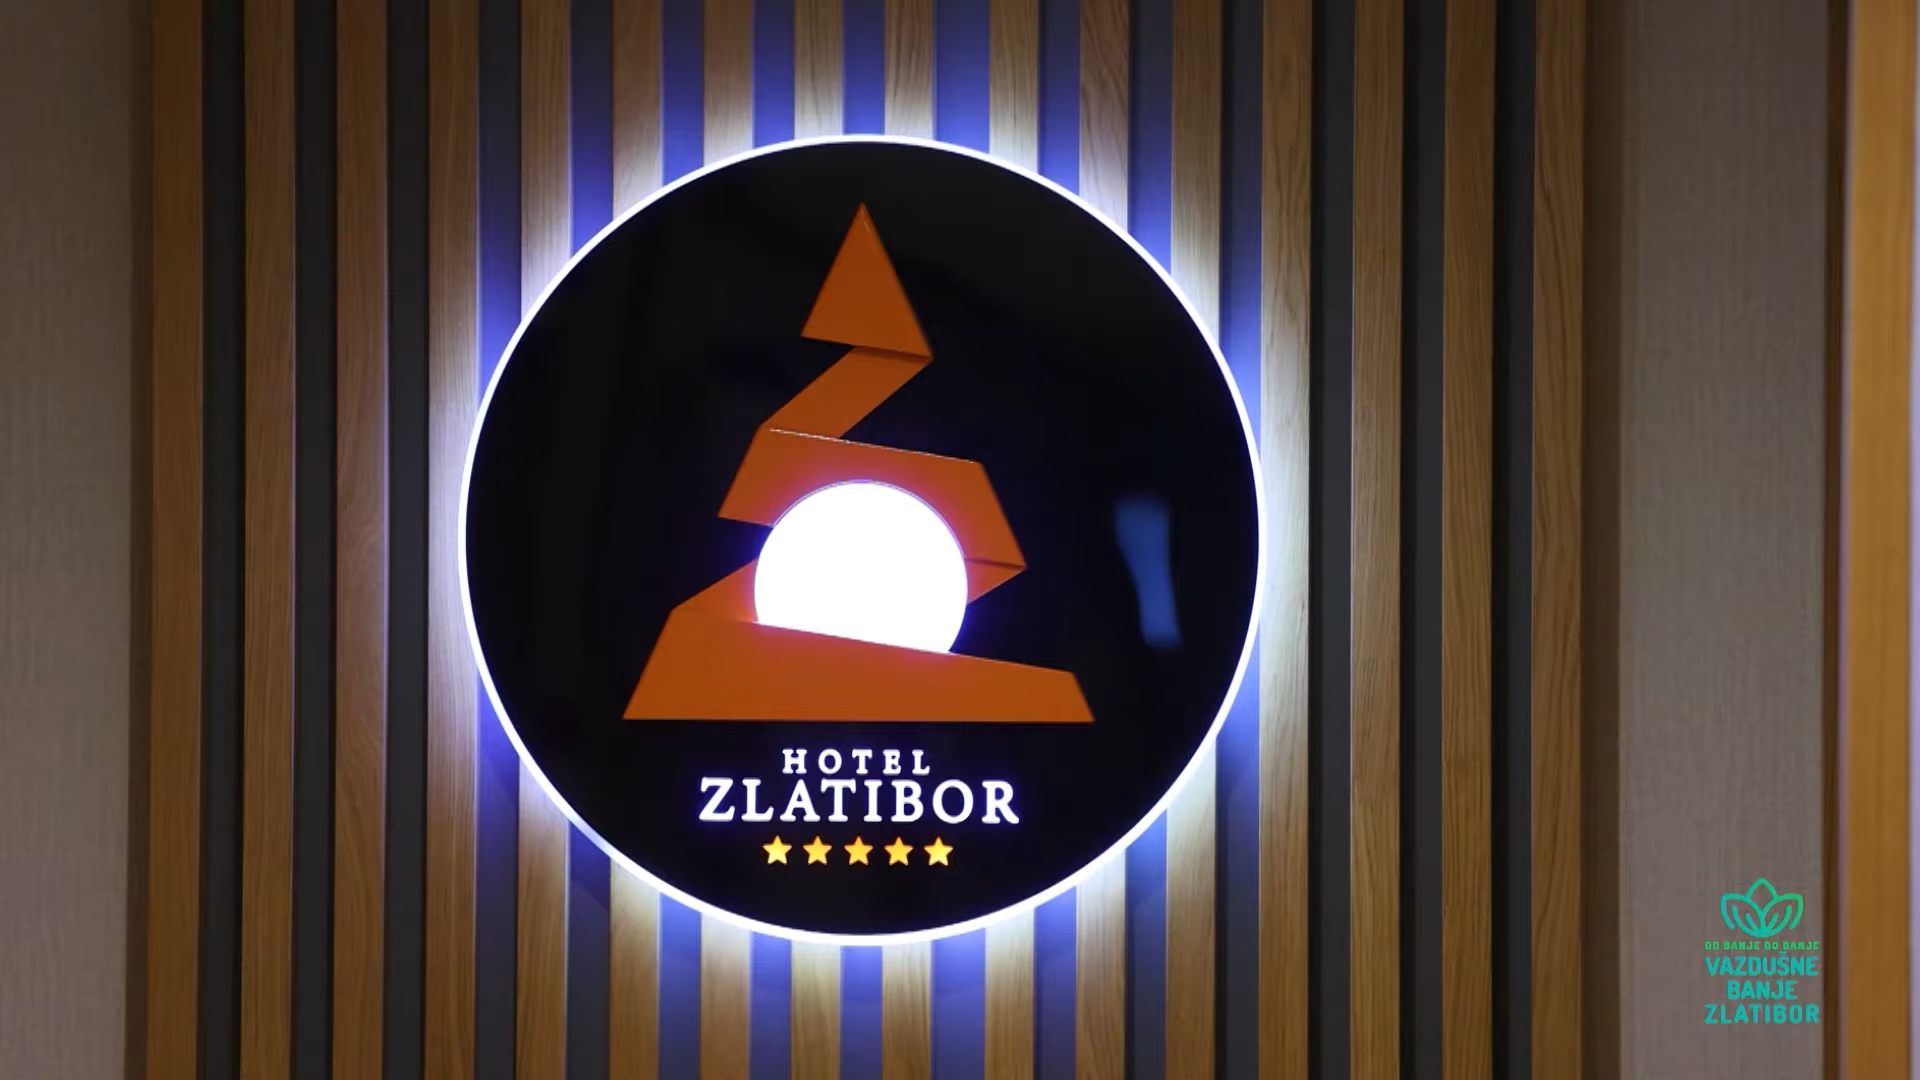 HOTEL
ZLATIBOR
OD BANJE DO BANJE
VAZDUŠNE
BANJE
ZLATIBOR